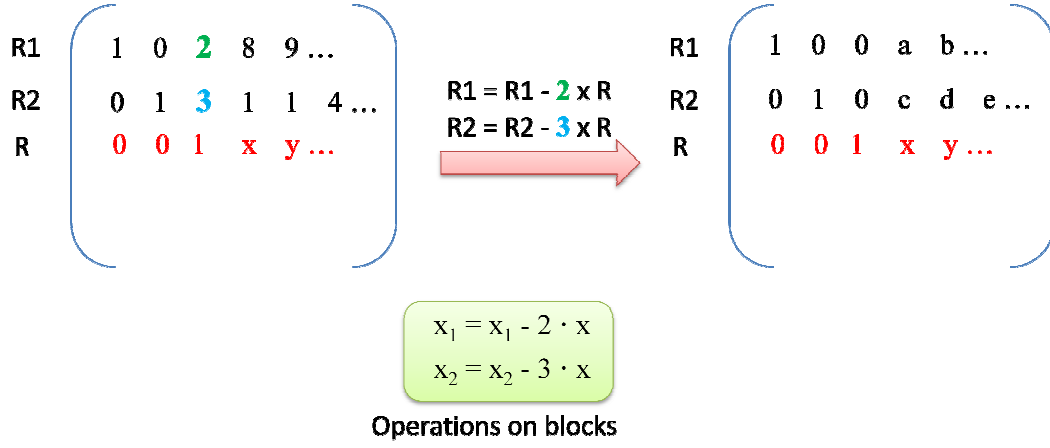 R1 1 0 2 8 9 ...
R2 0 1 3 1 1 4 ...
R 0 0 1 x y ...
R1 = R1 - 2 x R
R2 = R2 - 3 x R
R1 1 0 0 a b ...
R2 0 1 0 c d e ...
R 0 0 1 x y ...
x₁ = x₁ - 2 · x
x₂ = x₂ - 3 · x
Operations on blocks